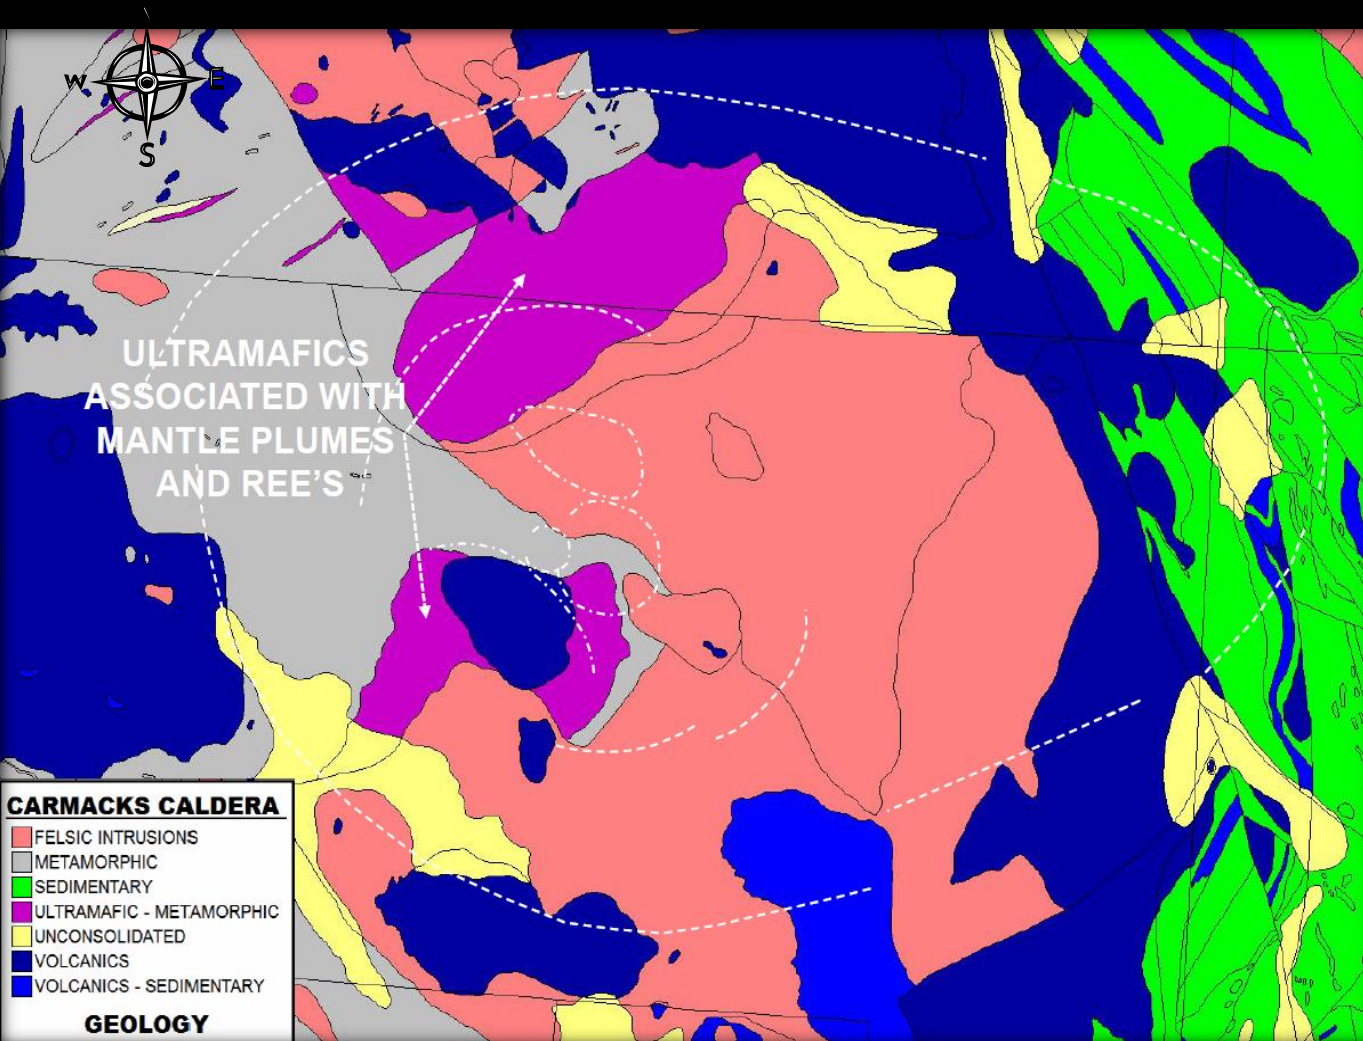 W
E
S
ULTRAMAFICS
ASSOCIATED WITH
MANTLE PLUMES
AND REE'S
CARMACKS CALDERA
FELSIC INTRUSIONS
METAMORPHIC
SEDIMENTARY
ULTRAMAFIC - METAMORPHIC
UNCONSOLIDATED
VOLCANICS
VOLCANICS - SEDIMENTARY
GEOLOGY